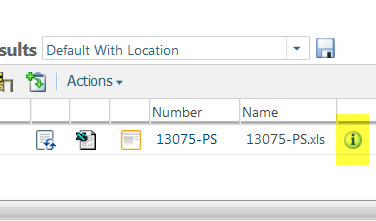 sults Default With Location
Actions
Number Name
13075-PS 13075-PS.xls